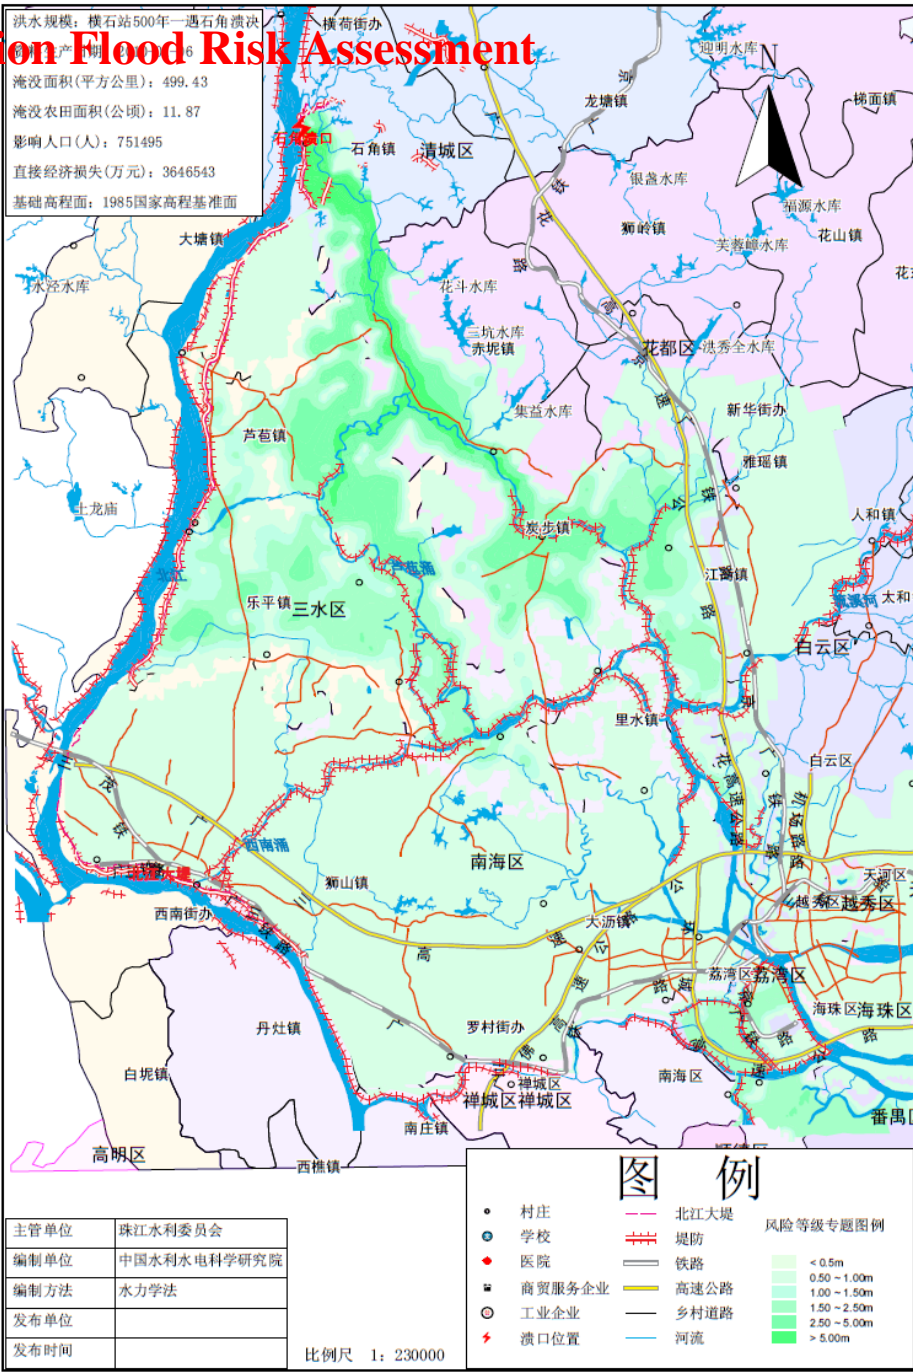 洪水规模: 横石站500年一遇石角溃决
ion Flood Risk Assessment
淹没面积(平方公里): 499.43
淹没农田面积(公顷): 11.87
影响人口(人): 751495
直接经济损失(万元): 3646543
基础高程面: 1985国家高程基准面
横荷街办
迎明水库
N
龙塘镇
梯面镇
石角溃口
石角镇
清城区
银盏水库
福源水库
狮岭镇
花山镇
芙蓉嶂水库
大塘镇
水泾水库
花斗水库
三坑水库
赤坭镇
花都区
洪秀全水库
集益水库
新华街办
芦苞镇
雅瑶镇
土龙庙
人和镇
炭步镇
芦苞涌
北江
江高镇
乐平镇
三水区
流溪河
太和
白云区
里水镇
广花高速公路
白云区
机场路
西南涌
南海区
狮山镇
天河区
越秀区
越秀区
西南街办
大沥镇
荔湾区
荔湾区
海珠区
海珠区
丹灶镇
罗村街办
白坭镇
南海区
禅城区
禅城区
禅城区
番禺区
南庄镇
高明区
西樵镇
图 例
村庄
学校
医院
商贸服务企业
工业企业
溃口位置
北江大堤
堤防
铁路
高速公路
乡村道路
河流
风险等级专题图例
< 0.5m
0.50 ~ 1.00m
1.00 ~ 1.50m
1.50 ~ 2.50m
2.50 ~ 5.00m
> 5.00m
主管单位 珠江水利委员会
编制单位 中国水利水电科学研究院
编制方法 水力学法
发布单位
发布时间
比例尺 1: 230000